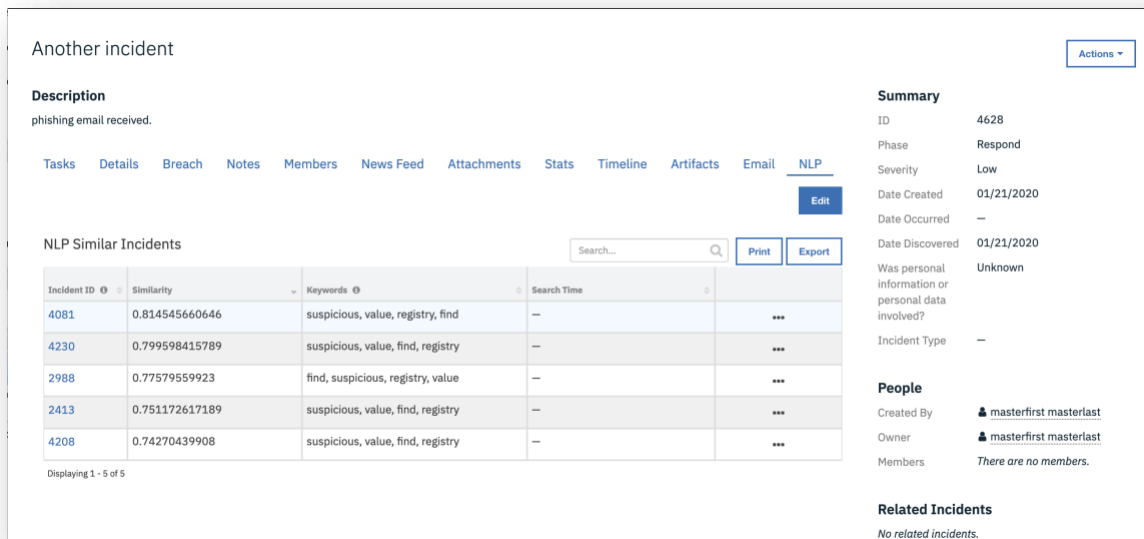 Another incident
Actions
Description
phishing email received.
Tasks Details Breach Notes Members News Feed Attachments Stats Timeline Artifacts Email NLP
Edit
NLP Similar Incidents
Search...
Print Export
Incident ID Similarity Keywords Search Time
4081 0.814545660646 suspicious, value, registry, find — •••
4230 0.799598415789 suspicious, value, find, registry — •••
2988 0.77579559923 find, suspicious, registry, value — •••
2413 0.751172617189 suspicious, value, find, registry — •••
4208 0.74270439908 suspicious, value, find, registry — •••
Displaying 1 - 5 of 5
Summary
ID 4628
Phase Respond
Severity Low
Date Created 01/21/2020
Date Occurred —
Date Discovered 01/21/2020
Was personal Unknown
information or
personal data
involved?
Incident Type —
People
Created By masterfirst masterlast
Owner masterfirst masterlast
Members There are no members.
Related Incidents
No related incidents.